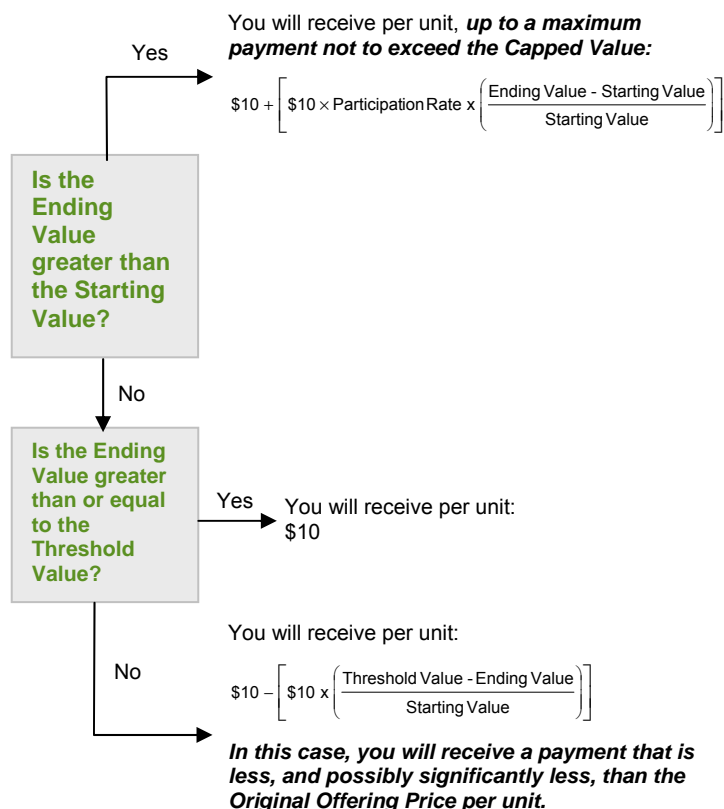 You will receive per unit, up to a maximum
payment not to exceed the Capped Value:
Yes
$10 + [ $10 × Participation Rate x ( Ending Value - Starting Value
Starting Value ) ]
Is the
Ending
Value
greater than
the Starting
Value?
No
Is the Ending
Value greater
than or equal
to the
Threshold
Value?
Yes
You will receive per unit:
$10
No
You will receive per unit:
$10 – [ $10 x ( Threshold Value - Ending Value
Starting Value ) ]
In this case, you will receive a payment that is
less, and possibly significantly less, than the
Original Offering Price per unit.